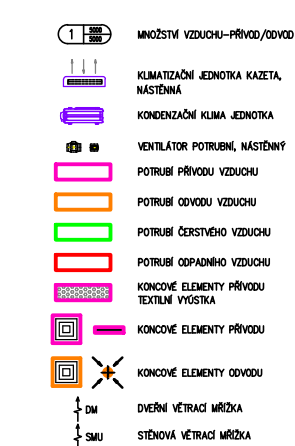 1 5000 MNOŽSTVÍ VZDUCHU-PŘÍVOD/ODVOD
5000
KLIMATIZAČNÍ JEDNOTKA KAZETA,
NÁSTĚNNÁ
KONDENZAČNÍ KLIMA JEDNOTKA
VENTILÁTOR POTRUBNÍ, NÁSTĚNNÝ
POTRUBÍ PŘÍVODU VZDUCHU
POTRUBÍ ODVODU VZDUCHU
POTRUBÍ ČERSTVÉHO VZDUCHU
POTRUBÍ ODPADNÍHO VZDUCHU
KONCOVÉ ELEMENTY PŘÍVODU
TEXTILNÍ VYÚSTKA
KONCOVÉ ELEMENTY PŘÍVODU
KONCOVÉ ELEMENTY ODVODU
DM DVEŘNÍ VĚTRACÍ MŘÍŽKA
SMU STĚNOVÁ VĚTRACÍ MŘÍŽKA